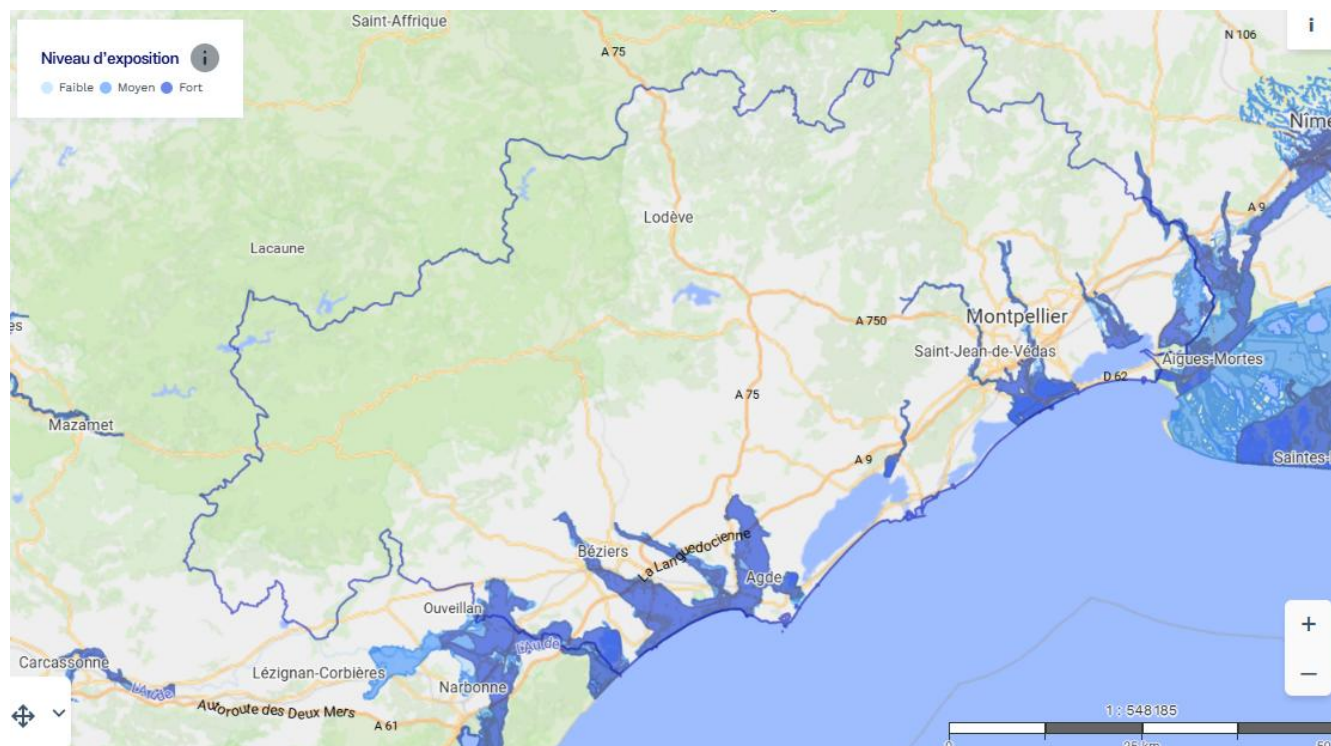 Saint-Affrique
A 75
N 106
i
Niveau d'exposition i
Faible Moyen Fort
Lodève
A 9
Lacaune
Montpellier
A 750
Saint-Jean-de-Védas
Aigues-Mortes
D 62
A 75
Mazamet
A 9
Béziers
La Languedocienne
Agde
Ouveillan
L'Aude
Carcassonne
Lézignan-Corbières
Narbonne
L'Aude
Autoroute des Deux Mers
A 61
+
−
1 : 548185
0 25 km